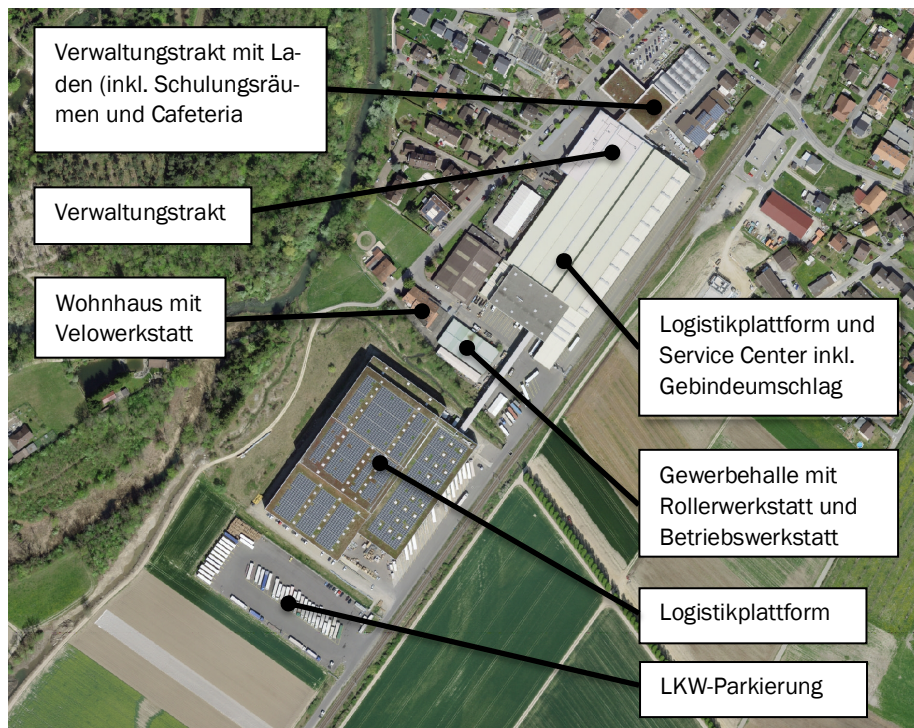 Verwaltungstrakt mit La-
den (inkl. Schulungsräu-
men und Cafeteria
Verwaltungstrakt
Wohnhaus mit
Velowerkstatt
Logistikplattform und
Service Center inkl.
Gebindeumschlag
Gewerbehalle mit
Rollerwerkstatt und
Betriebswerkstatt
Logistikplattform
LKW-Parkierung